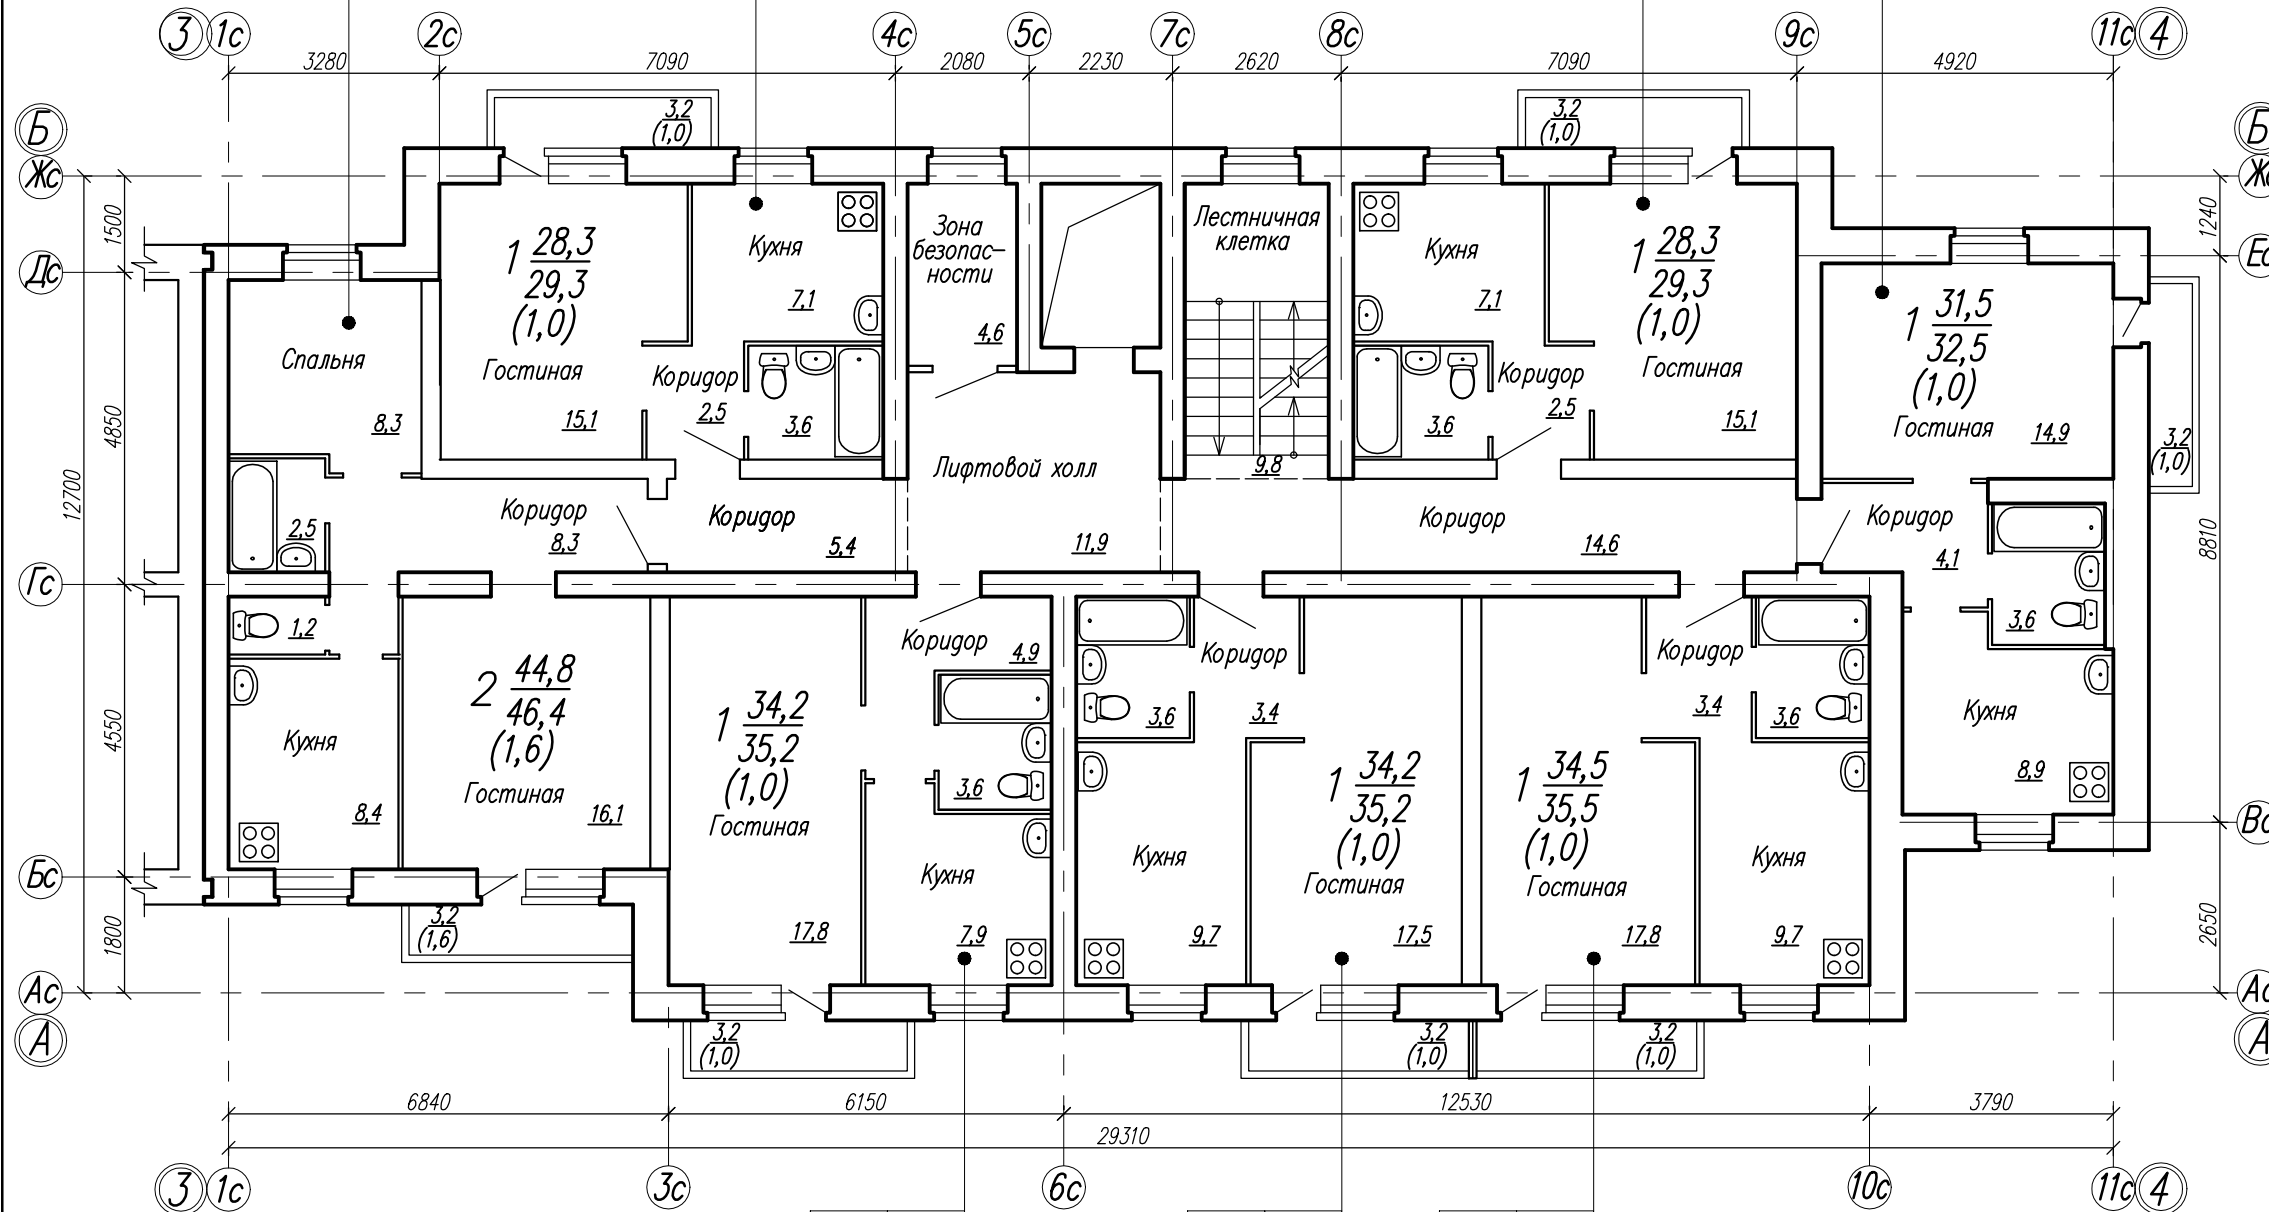 3 1с 2с 4с 5с 7с 8с 9с 11с 4
3280 7090 2080 2230 2620 7090 4920
Б
Жс
Дс
Гс
Бс
Ас
А
1500
4850
4550
1800
12700
3,2
(1,0)
3,2
(1,0)
1 28,3
29,3
(1,0)
Гостиная
15,1
Кухня
7,1
Коридор
2,5
3,6
Зона
безопас-
ности
4,6
Лестничная
клетка
9,8
Кухня
7,1
Коридор
2,5
3,6
1 28,3
29,3
(1,0)
Гостиная
15,1
1 31,5
32,5
(1,0)
Гостиная
14,9
3,2
(1,0)
Спальня
8,3
2,5
Коридор
8,3
Коридор
5,4
Лифтовой холл
11,9
Коридор
14,6
Коридор
4,1
3,6
Кухня
8,9
1,2
Кухня
8,4
2 44,8
46,4
(1,6)
Гостиная
16,1
3,2
(1,6)
1 34,2
35,2
(1,0)
Гостиная
17,8
Коридор
4,9
3,6
Кухня
7,9
3,2
(1,0)
Коридор
3,4
3,6
Кухня
9,7
1 34,2
35,2
(1,0)
Гостиная
17,5
3,2
(1,0)
1 34,5
35,5
(1,0)
Гостиная
17,8
Коридор
3,4
3,6
Кухня
9,7
3,2
(1,0)
Б
Жс
Ес
Вс
Ас
А
1240
8810
2650
6840 6150 12530 3790
29310
3 1с 3с 6с 10с 11с 4